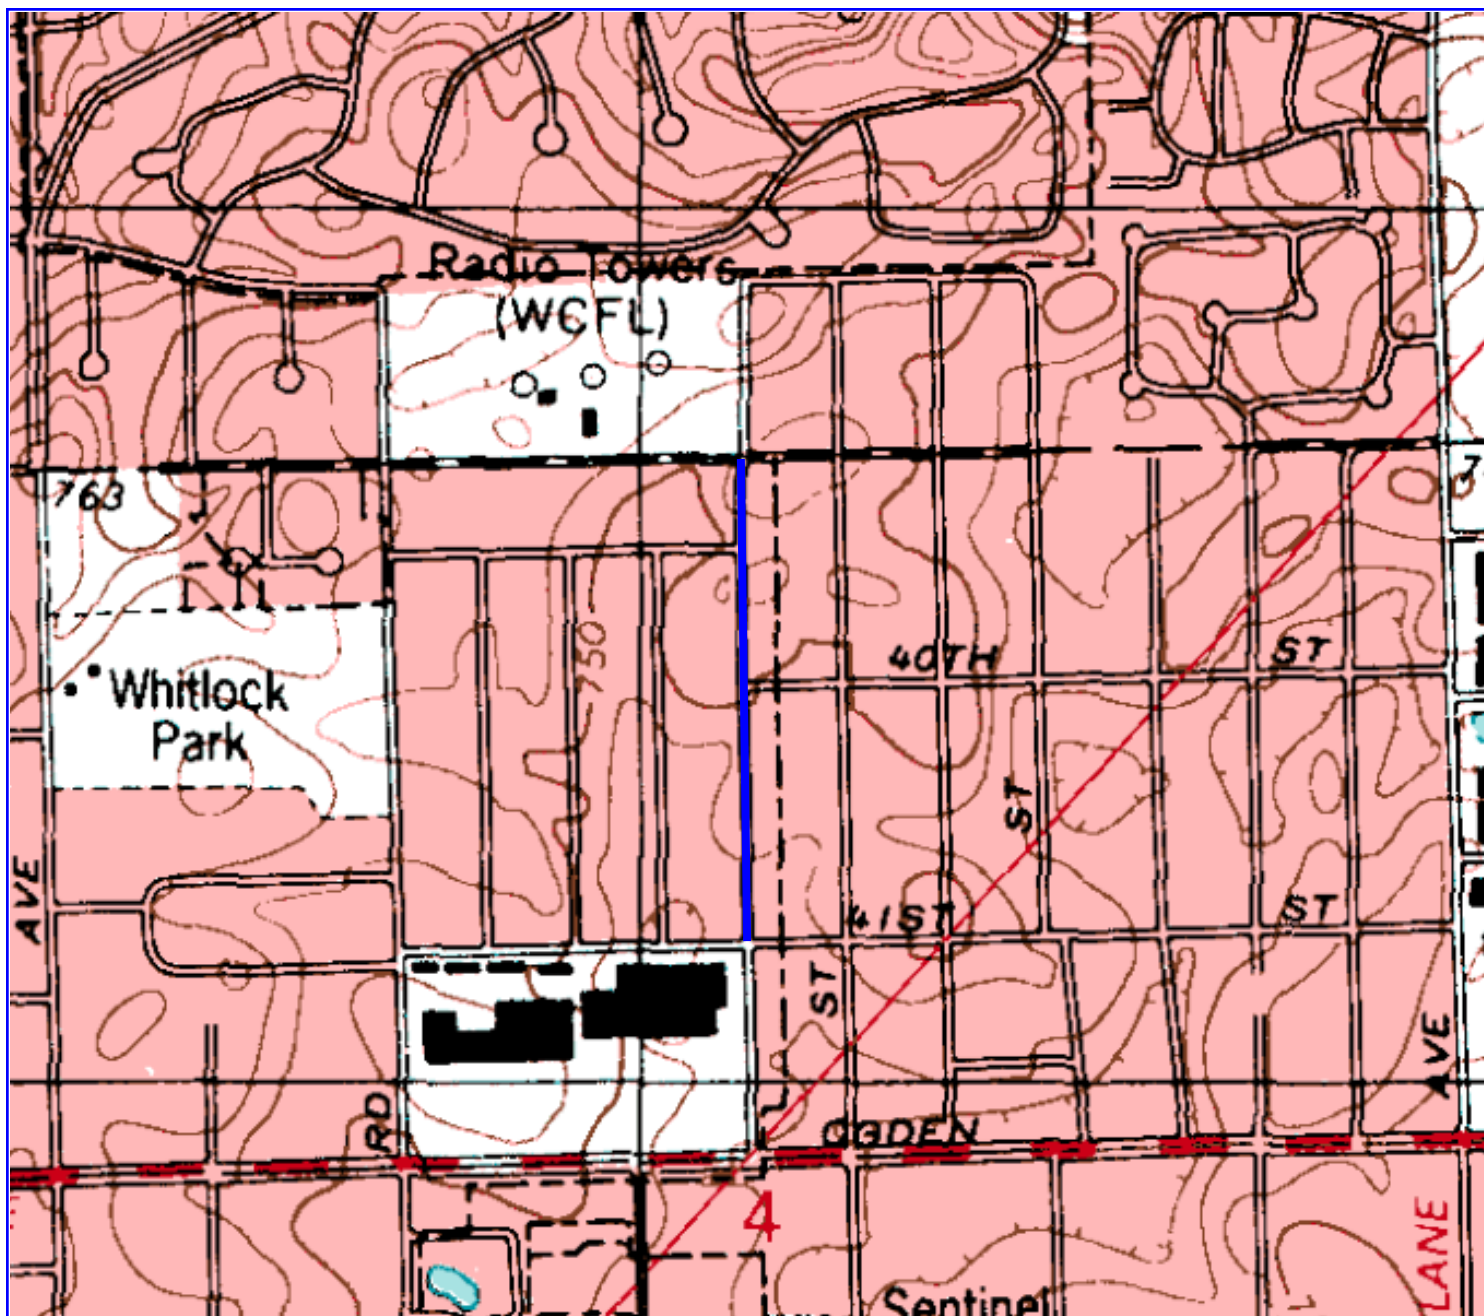 Radio Towers
(WCFL)
763
7
750
40TH
ST
Whitlock
Park
ST
AVE
41ST
ST
ST
AVE
RD
OGDEN
4
LANE
Sentinel